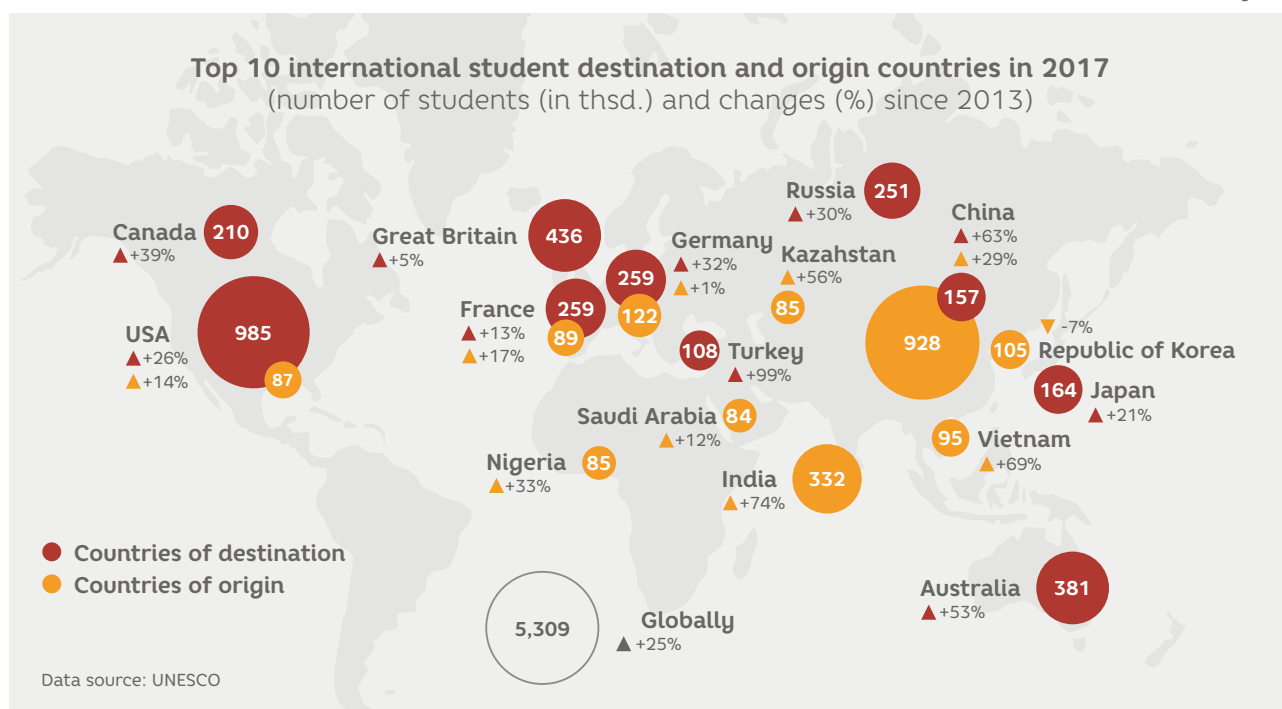 Top 10 international student destination and origin countries in 2017
(number of students (in thsd.) and changes (%) since 2013)
Canada
▲ +39%
210
USA
▲ +26%
▲ +14%
985
87
Great Britain
▲ +5%
436
France
▲ +13%
▲ +17%
259
89
Germany
▲ +32%
▲ +1%
259
122
Russia
▲ +30%
251
Kazahstan
▲ +56%
85
China
▲ +63%
▲ +29%
157
928
▼ -7%
105
Republic of Korea
164
Japan
▲ +21%
108
Turkey
▲ +99%
Saudi Arabia
▲ +12%
84
Nigeria
▲ +33%
85
India
▲ +74%
332
95
Vietnam
▲ +69%
Australia
▲ +53%
381
Countries of destination
Countries of origin
5,309
Globally
▲ +25%
Data source: UNESCO